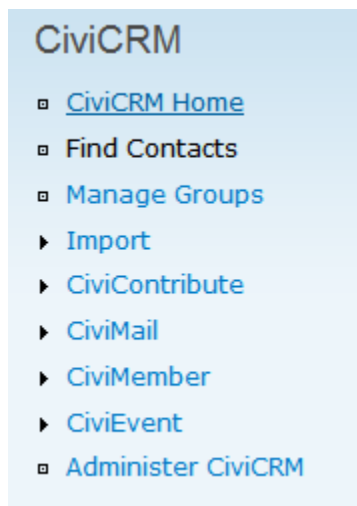 CiviCRM
CiviCRM Home
Find Contacts
Manage Groups
Import
CiviContribute
CiviMail
CiviMember
CiviEvent
Administer CiviCRM